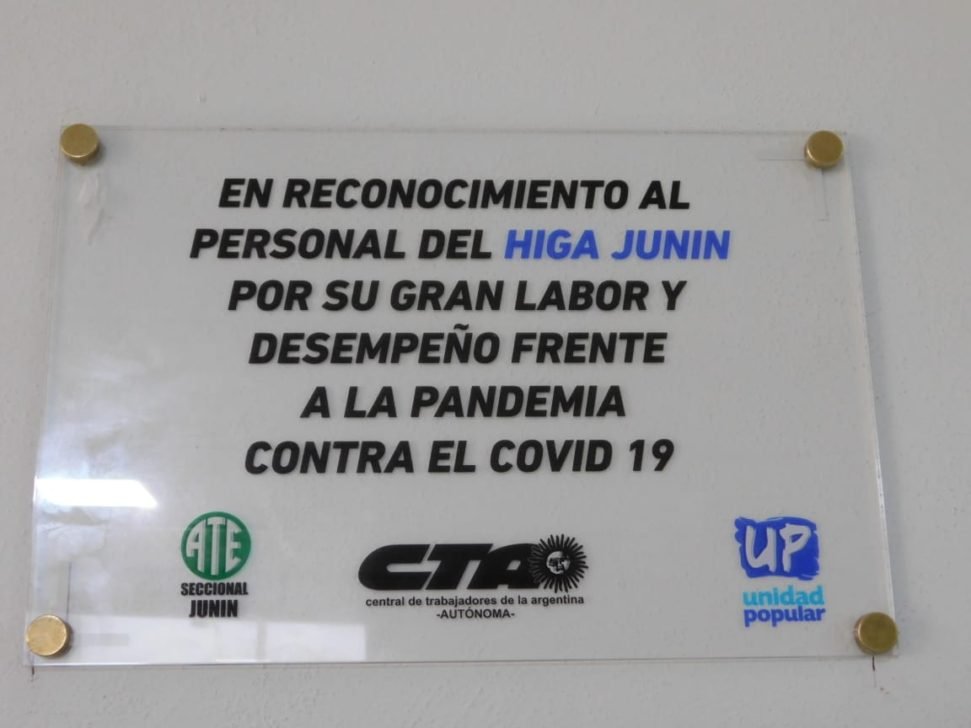 EN RECONOCIMIENTO AL
PERSONAL DEL HIGA JUNIN
POR SU GRAN LABOR Y
DESEMPEÑO FRENTE
A LA PANDEMIA
CONTRA EL COVID 19
ATE
SECCIONAL
JUNIN
CTA
central de trabajadores de la argentina
-AUTÓNOMA-
UP
unidad
popular